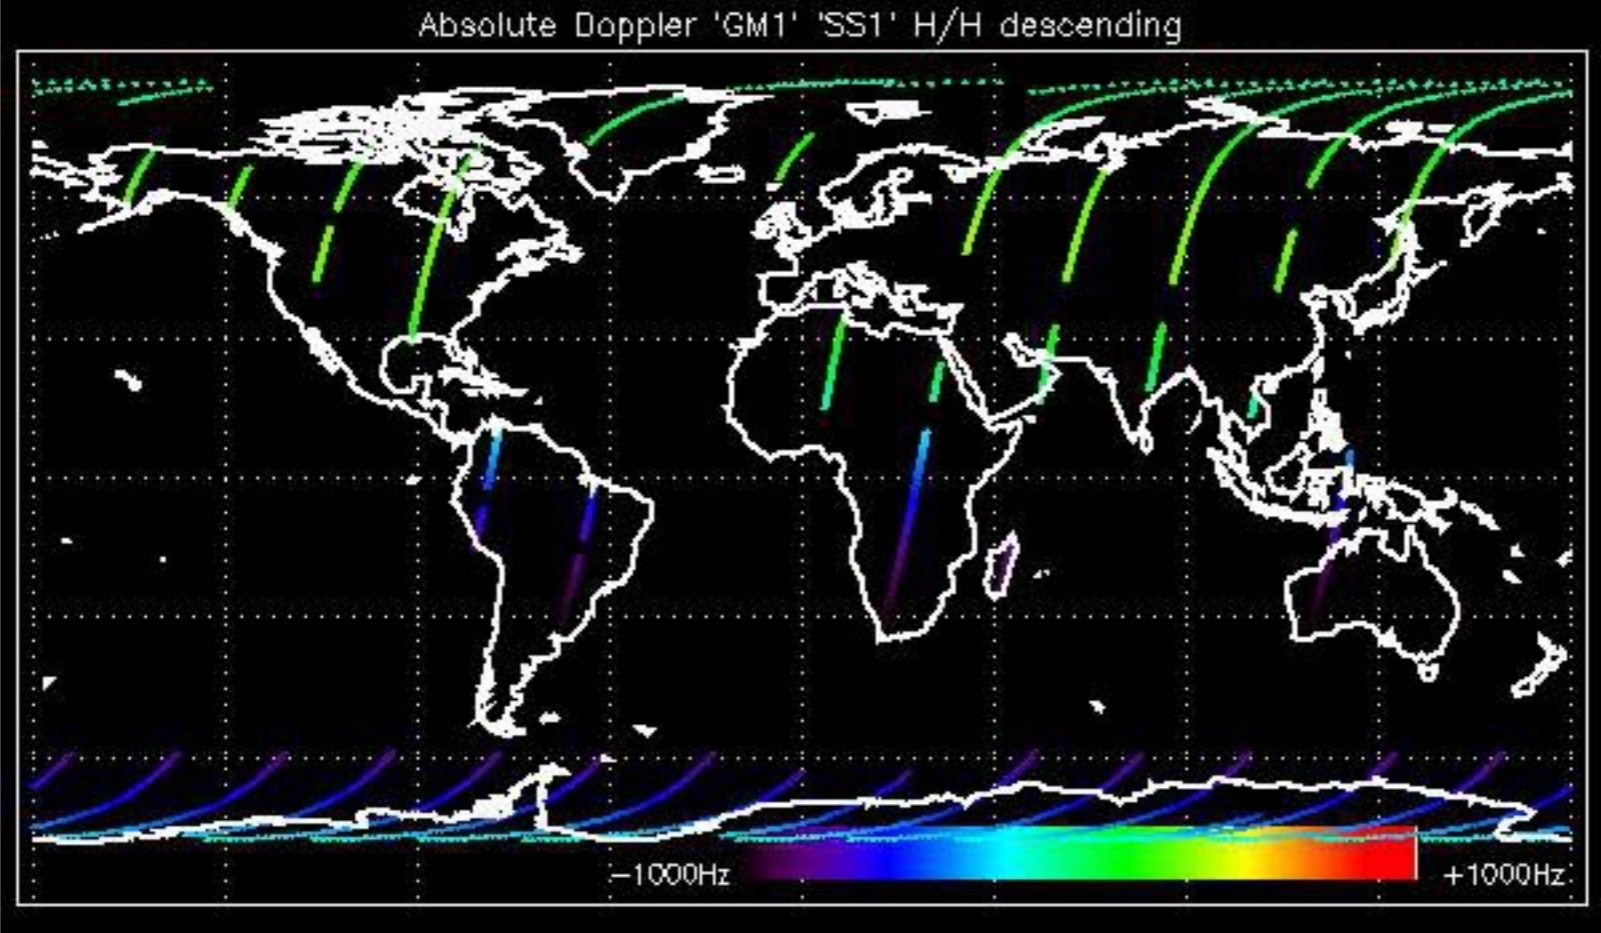 Absolute Doppler 'GM1' 'SS1' H/H descending
−1000Hz +1000Hz